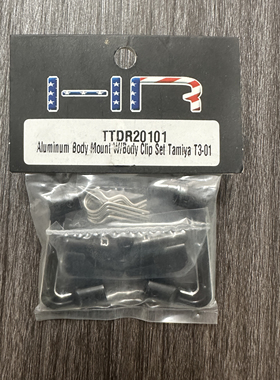 HR
TTDR20101
Aluminum Body Mount W/Body Clip Set Tamiya T3-01